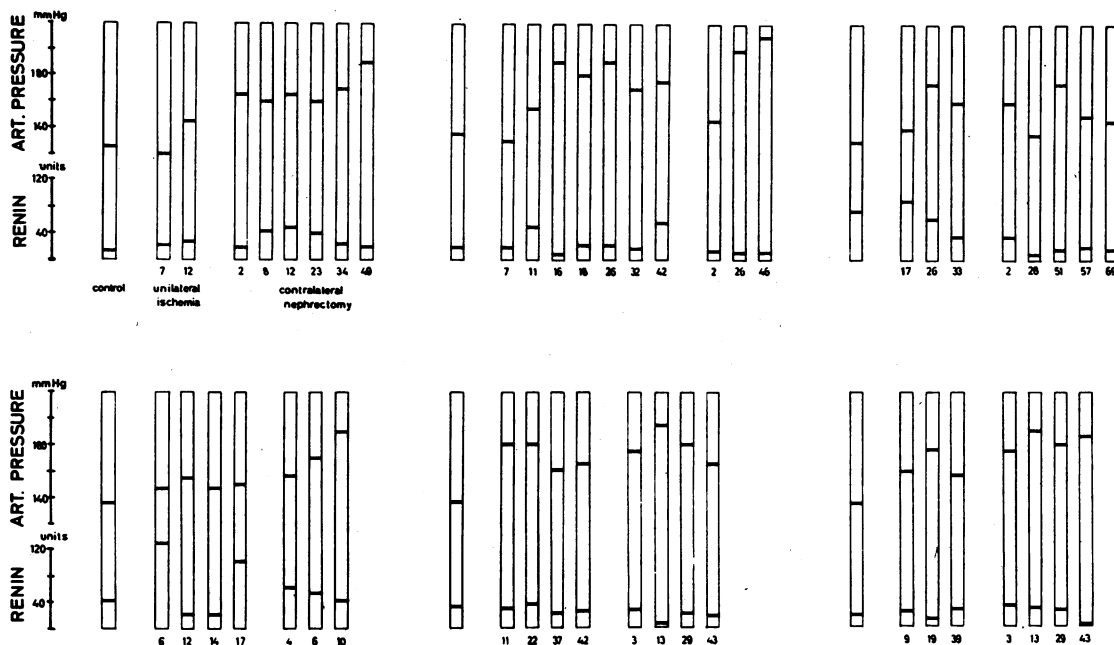 mmHg
ART. PRESSURE
180
140
units
RENIN
120
40
7 12 2 8 12 23 34 49 7 11 16 18 26 32 42 2 26 46 17 26 33 2 28 51 57 69
control unilateral ischemia contralateral nephrectomy
mmHg
ART. PRESSURE
180
140
units
RENIN
120
40
6 12 14 17 4 6 10 11 22 37 42 3 13 29 43 9 19 39 3 13 29 43